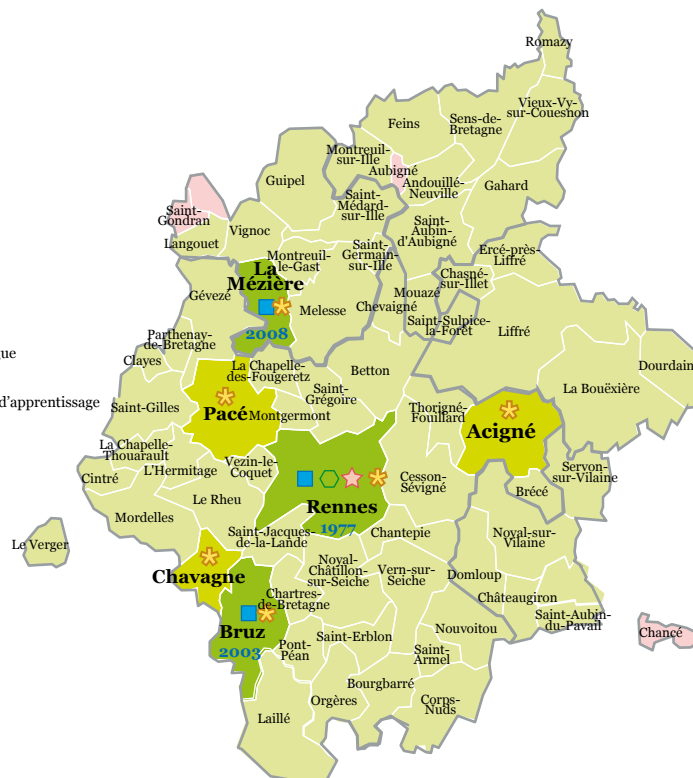 Romazy
Vieux-Vy-
sur-Couesnon
Sens-de-
Bretagne
Feins
Montreuil-
sur-Ille
Aubigné
Andouillé-
Neuville
Gahard
Guipel
Saint-
Médard-
sur-Ille
Saint-
Gondran
Langouet
Vignoc
Saint-
Aubin-
d'Aubigné
Ercé-près-
Liffré
Montreuil-
le-Gast
Saint-
Germain-
sur-Ille
La
Mézière
2008
Gévezé
Melesse
Chevaigné
Mouazé
Chasné-
sur-Illet
Saint-Sulpice-
la-Forêt
Liffré
Dourdain
La Bouëxière
Parthenay-
de-Bretagne
Clayes
que
La Chapelle-
des-Fougeretz
Betton
Saint-
Grégoire
d'apprentissage
Saint-Gilles
Pacé
Montgermont
Thorigné-
Fouillard
Acigné
La Chapelle-
Thouarault
L'Hermitage
Vezin-le-
Coquet
Cintré
Le Rheu
Rennes
1977
Cesson-
Sévigné
Servon-
sur-Vilaine
Brécé
Mordelles
Saint-Jacques-
de-la-Lande
Chantepie
Noyal-sur-
Vilaine
Le Verger
Chavagne
Noyal-
Châtillon-
sur-Seiche
Vern-sur-
Seiche
Domloup
Châteaugiron
Chartres-
de-Bretagne
Bruz
2003
Saint-Aubin-
du-Pavail
Chancé
Pont-
Péan
Saint-Erblon
Nouvoitou
Saint-
Armel
Bourgbarré
Orgères
Corps-
Nuds
Laillé